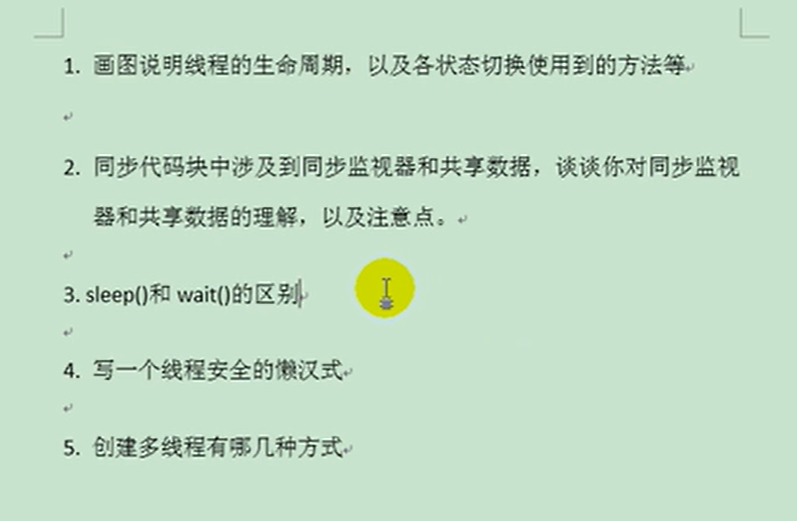 1. 画图说明线程的生命周期，以及各状态切换使用到的方法等
2. 同步代码块中涉及到同步监视器和共享数据，谈谈你对同步监视
器和共享数据的理解，以及注意点。
3. sleep()和 wait()的区别
4. 写一个线程安全的懒汉式
5. 创建多线程有哪几种方式